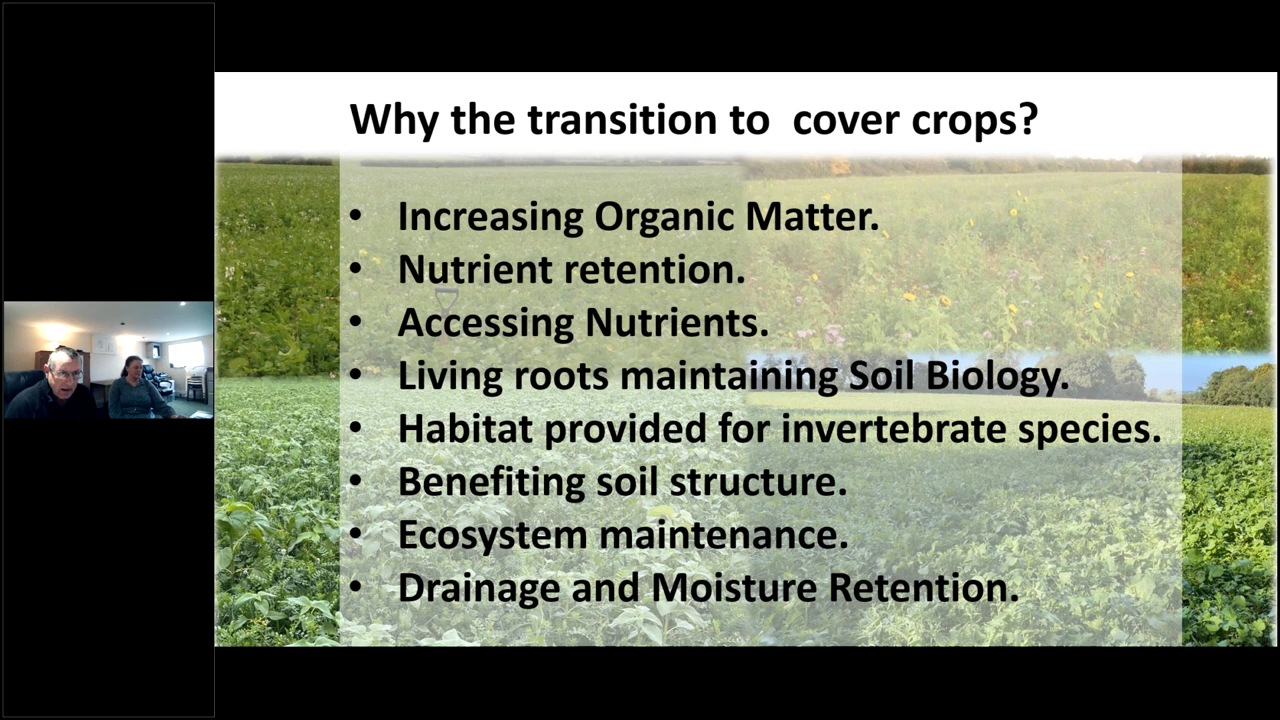 Why the transition to  cover crops?
• Increasing Organic Matter.
• Nutrient retention.
• Accessing Nutrients.
• Living roots maintaining Soil Biology.
• Habitat provided for invertebrate species.
• Benefiting soil structure.
• Ecosystem maintenance.
• Drainage and Moisture Retention.